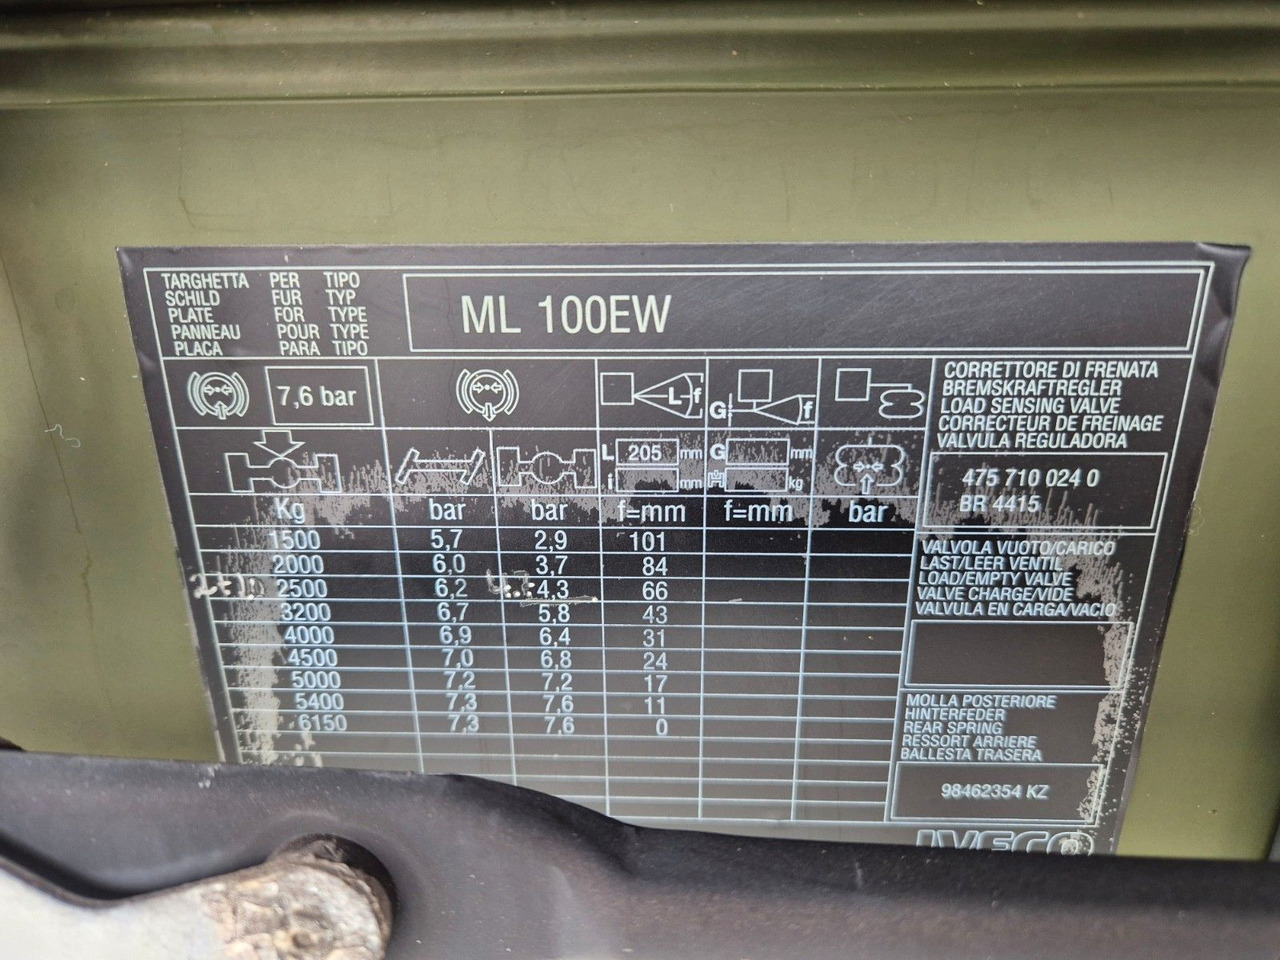 TARGHETTA PER TIPO
SCHILD FUR TYP
PLATE FOR TYPE
PANNEAU POUR TYPE
PLACA PARA TIPO
ML 100EW
7,6 bar
L f
G f
L 205 mm G mm
i mm kg
Kg bar bar f=mm f=mm bar
1500 5,7 2,9 101
2000 6,0 3,7 84
2500 6,2 4,3 66
3200 6,7 5,8 43
4000 6,9 6,4 31
4500 7,0 6,8 24
5000 7,2 7,2 17
5400 7,3 7,6 11
6150 7,3 7,6 0
CORRETTORE DI FRENATA
BREMSKRAFTREGLER
LOAD SENSING VALVE
CORRECTEUR DE FREINAGE
VALVULA REGULADORA
475 710 024 0
BR 4415
VALVOLA VUOTO/CARICO
LAST/LEER VENTIL
LOAD/EMPTY VALVE
VALVE CHARGE/VIDE
VALVULA EN CARGA/VACIO
MOLLA POSTERIORE
HINTERFEDER
REAR SPRING
RESSORT ARRIERE
BALLESTA TRASERA
98462354 KZ
IVECO